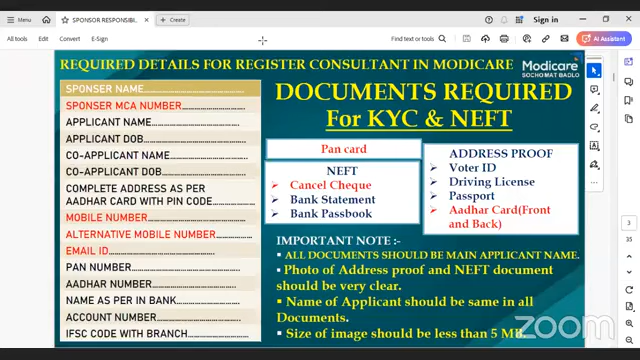 Menu
SPONSOR RESPONSIBIL...
Create
Sign in
All tools
Edit
Convert
E-Sign
Find text or tools
AI Assistant
REQUIRED DETAILS FOR REGISTER CONSULTANT IN MODICARE
Modicare
SOCHO MAT BADLO
SPONSER NAME
SPONSER MCA NUMBER
APPLICANT NAME
APPLICANT DOB
CO-APPLICANT NAME
CO-APPLICANT DOB
COMPLETE ADDRESS AS PER
AADHAR CARD WITH PIN CODE
MOBILE NUMBER
ALTERNATIVE MOBILE NUMBER
EMAIL ID
PAN NUMBER
AADHAR NUMBER
NAME AS PER IN BANK
ACCOUNT NUMBER
IFSC CODE WITH BRANCH
DOCUMENTS REQUIRED
For KYC & NEFT
Pan card
NEFT
Cancel Cheque
Bank Statement
Bank Passbook
ADDRESS PROOF
Voter ID
Driving License
Passport
Aadhar Card(Front
and Back)
IMPORTANT NOTE :-
ALL DOCUMENTS SHOULD BE MAIN APPLICANT NAME.
Photo of Address proof and NEFT document
should be very clear.
Name of Applicant should be same in all
Documents.
Size of image should be less than 5 MB.
zoom
3
35